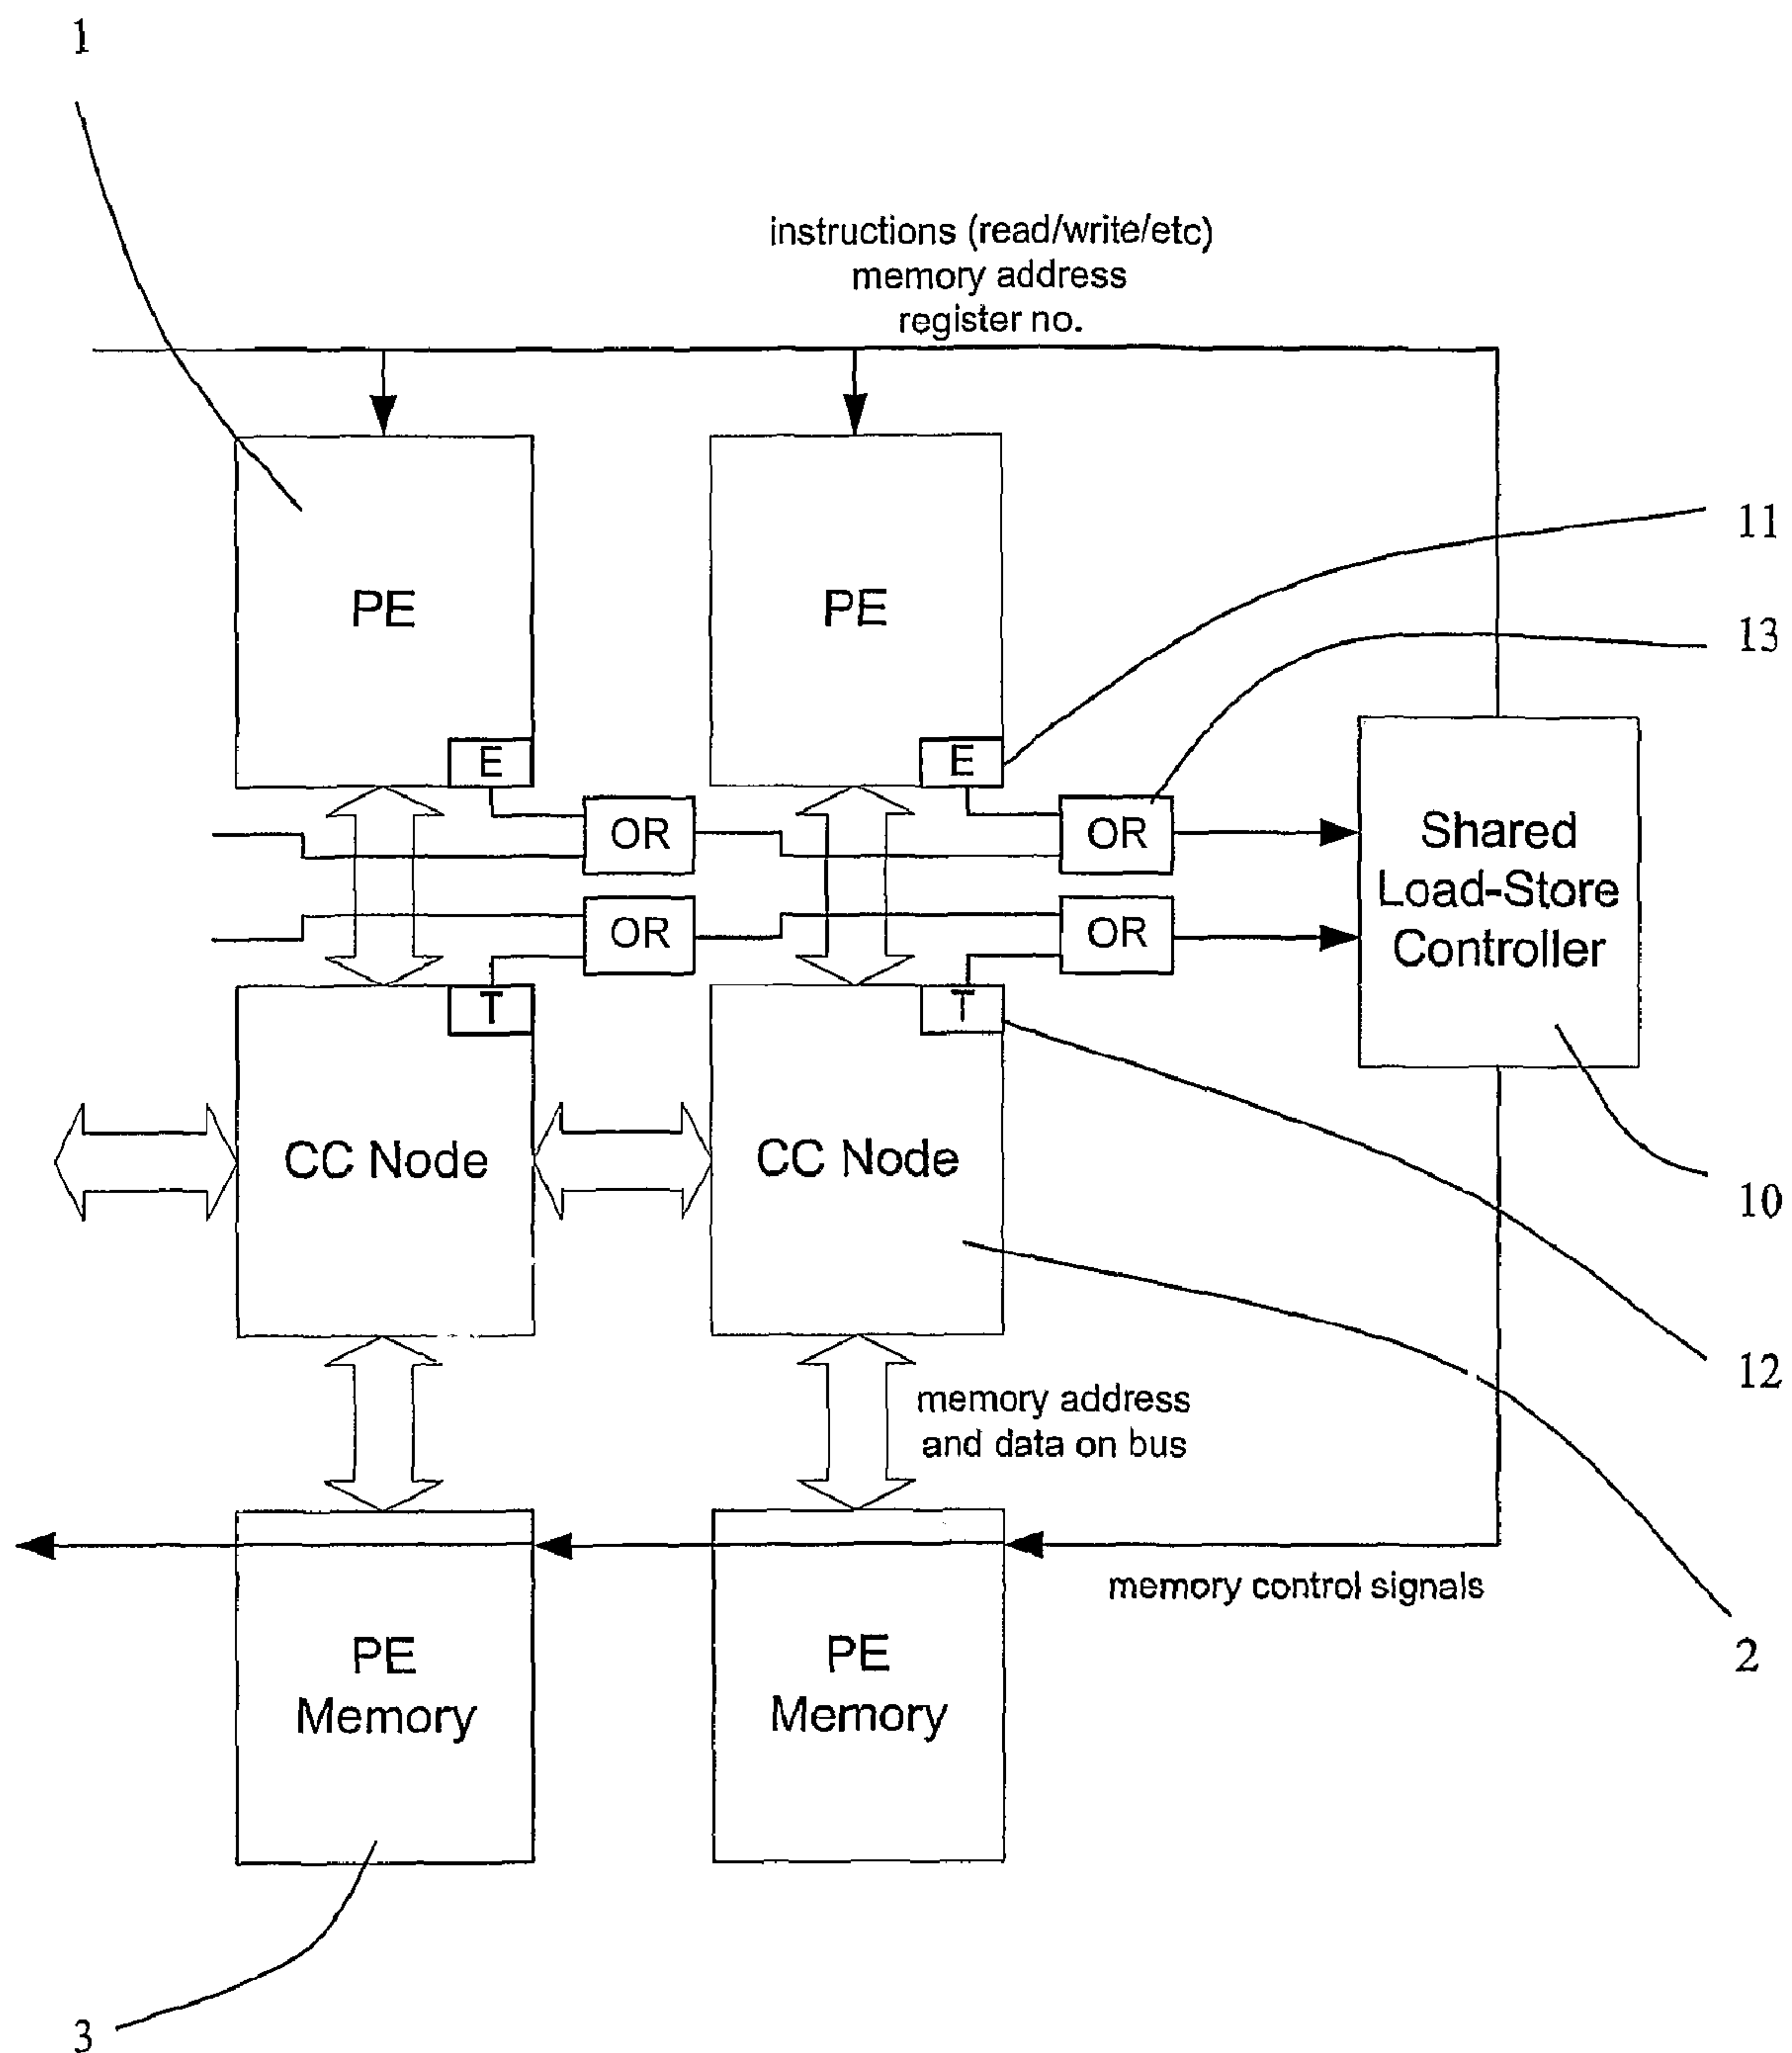 1
instructions (read/write/etc)
memory address
register no.
11
13
PE
PE
E
E
OR
OR
Shared
Load-Store
Controller
OR
OR
T
T
CC Node
CC Node
10
12
memory address
and data on bus
memory control signals
2
PE
Memory
PE
Memory
3